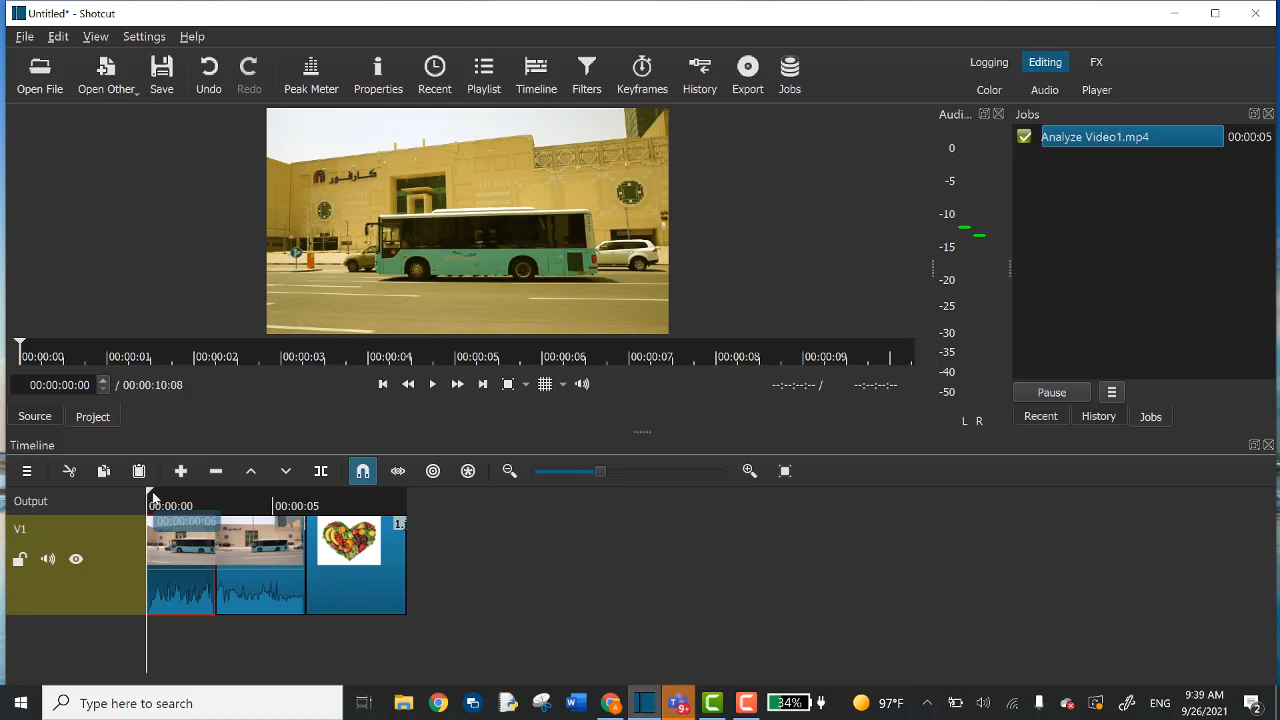 Untitled* - Shotcut
File Edit View Settings Help
Open File Open Other Save Undo Redo Peak Meter Properties Recent Playlist Timeline Filters Keyframes History Export Jobs
Logging Editing FX
Color Audio Player
كارفور
Audi...
0
-5
-10
-15
-20
-25
-30
-35
-40
-50
L R
Jobs
Analyze Video1.mp4 00:00:05
Pause
Recent History Jobs
00:00:00 00:00:01 00:00:02 00:00:03 00:00:04 00:00:05 00:00:06 00:00:07 00:00:08 00:00:09
00:00:00:00 / 00:00:10:08
--:--:--:-- / --:--:--:--
Source Project
Timeline
Output
00:00:00 00:00:05
00:00:00:06
V1
Type here to search
9+
34%
97°F
ENG
9:39 AM
9/26/2021
2